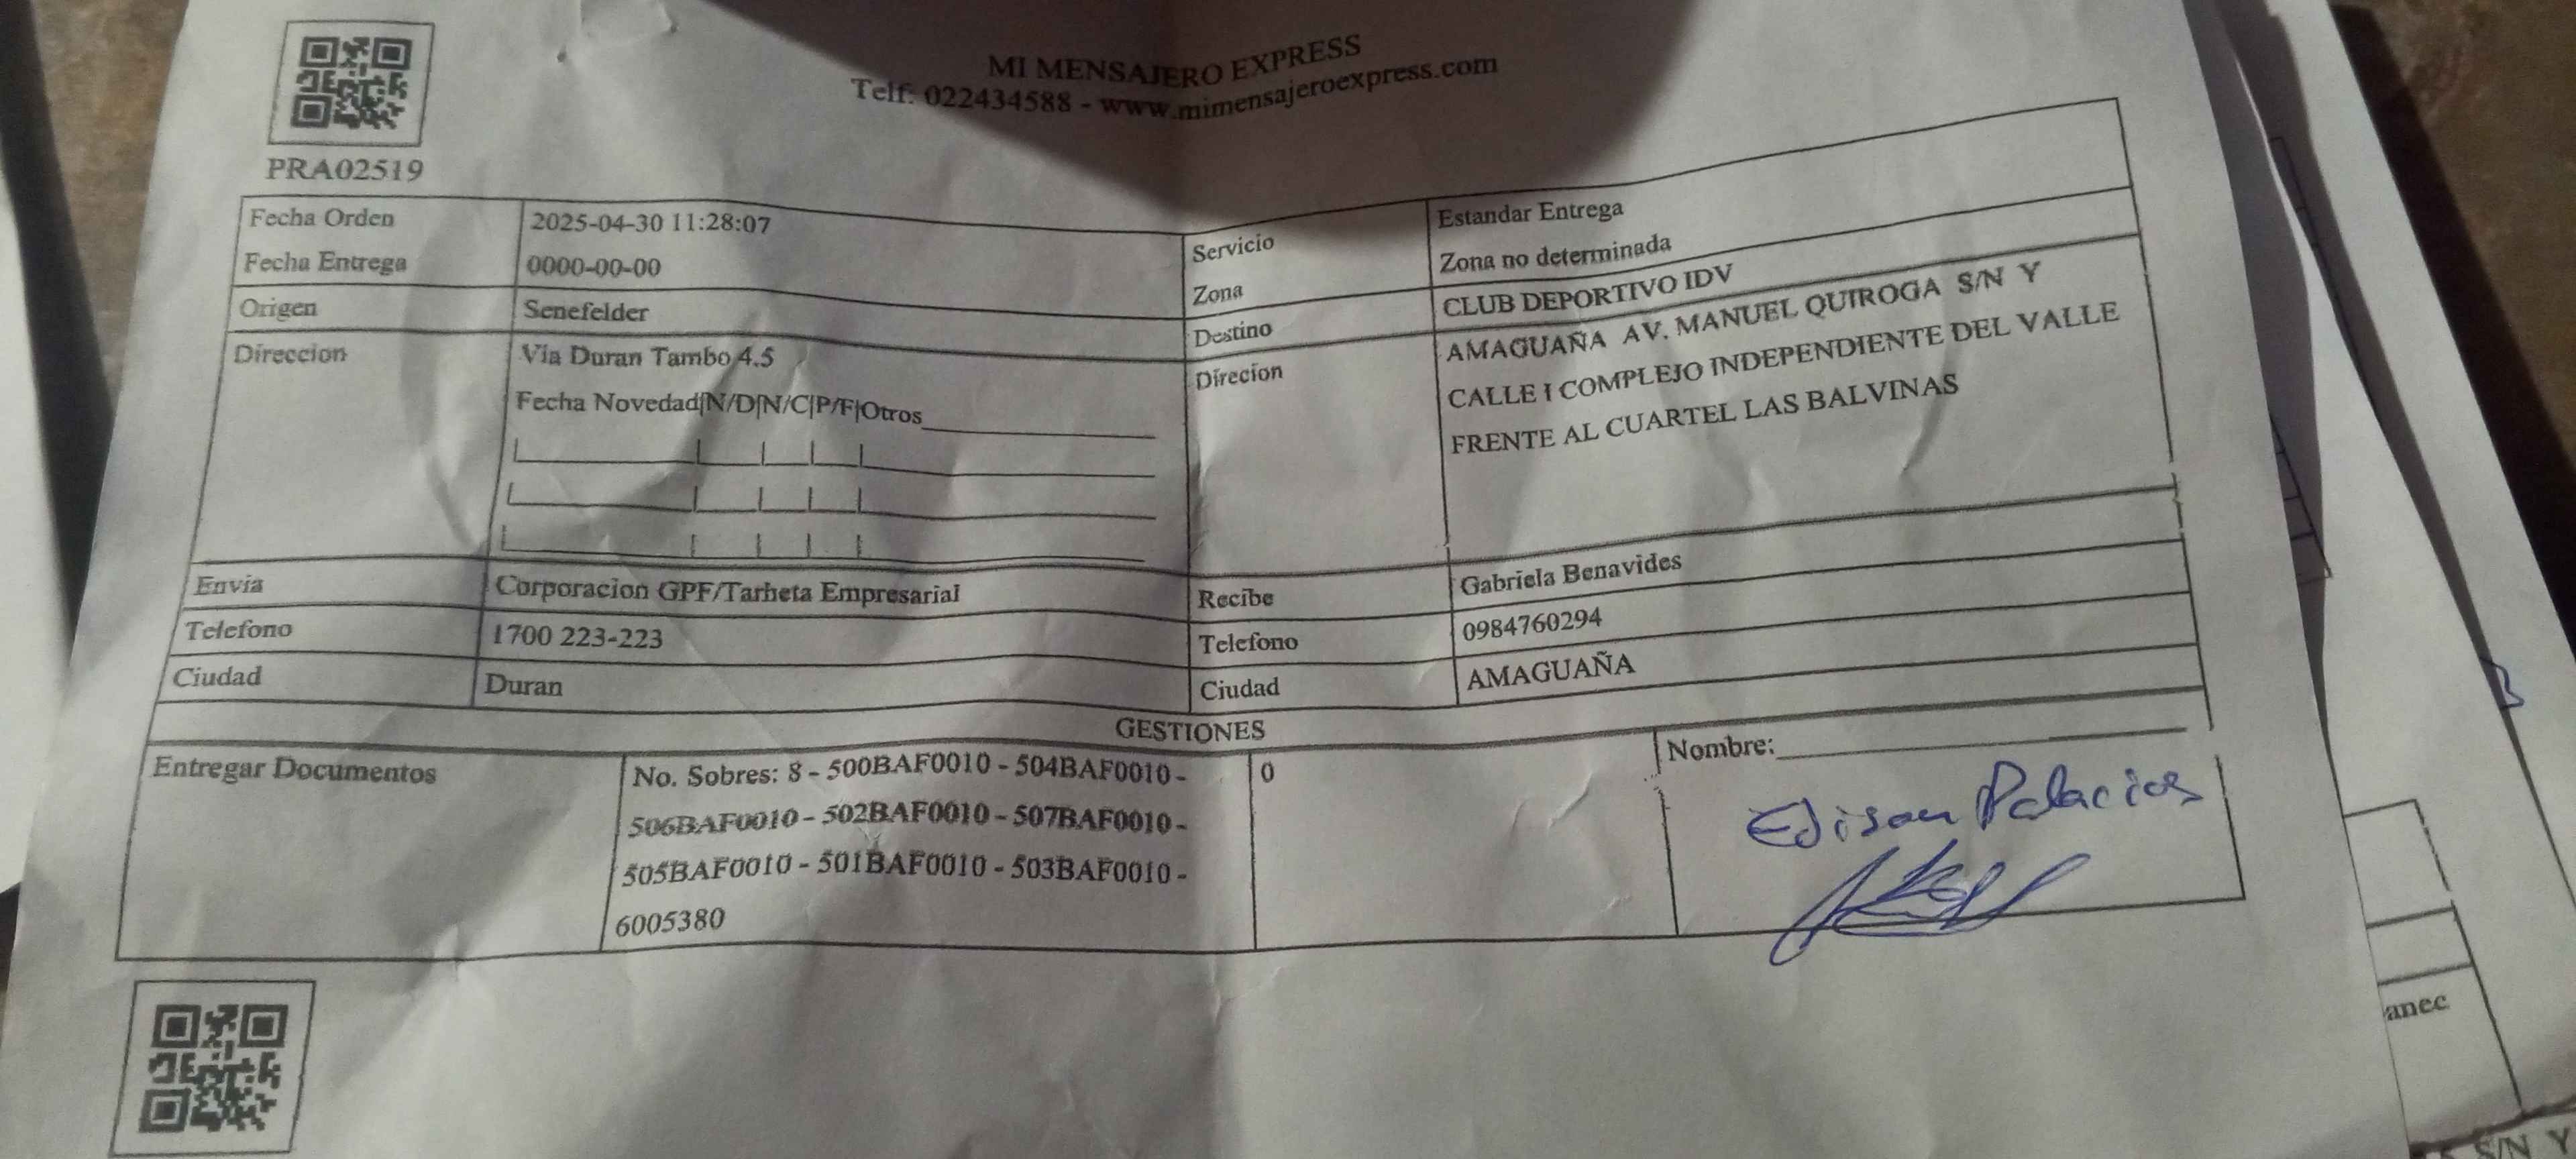 MI MENSAJERO EXPRESS
Telf: 022434588 - www.mimensajeroexpress.com
PRA02519
Fecha Orden 2025-04-30 11:28:07
Fecha Entrega 0000-00-00
Origen Senefelder
Direccion Via Duran Tambo 4.5
Fecha Novedad|N/D|N/C|P/F|Otros
Servicio Estandar Entrega
Zona Zona no determinada
Destino CLUB DEPORTIVO IDV
Direcion AMAGUAÑA AV. MANUEL QUIROGA S/N Y
CALLE I COMPLEJO INDEPENDIENTE DEL VALLE
FRENTE AL CUARTEL LAS BALVINAS
Envia Corporacion GPF/Tarheta Empresarial
Telefono 1700 223-223
Ciudad Duran
Recibe Gabriela Benavides
Telefono 0984760294
Ciudad AMAGUAÑA
GESTIONES
Entregar Documentos
No. Sobres: 8 - 500BAF0010 - 504BAF0010 -
506BAF0010 - 502BAF0010 - 507BAF0010 -
505BAF0010 - 501BAF0010 - 503BAF0010 -
6005380
0
Nombre:
Edison Palacios
anec
S/N Y